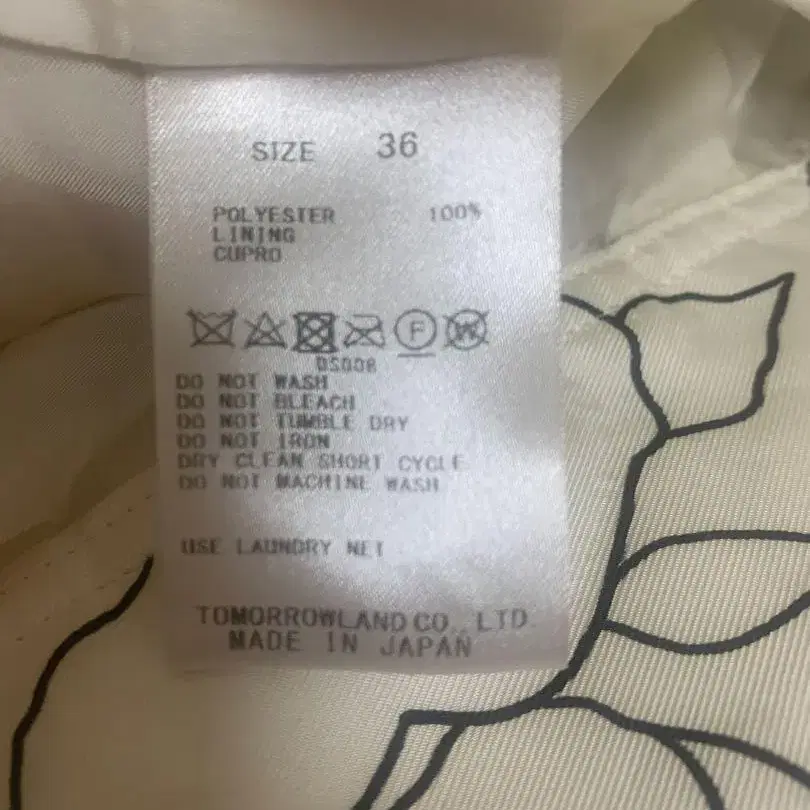 SIZE 36
POLYESTER 100%
LINING
CUPRO
F W
DS008
DO NOT WASH
DO NOT BLEACH
DO NOT TUMBLE DRY
DO NOT IRON
DRY CLEAN SHORT CYCLE
DO NOT MACHINE WASH
USE LAUNDRY NET
TOMORROWLAND CO., LTD.
MADE IN JAPAN